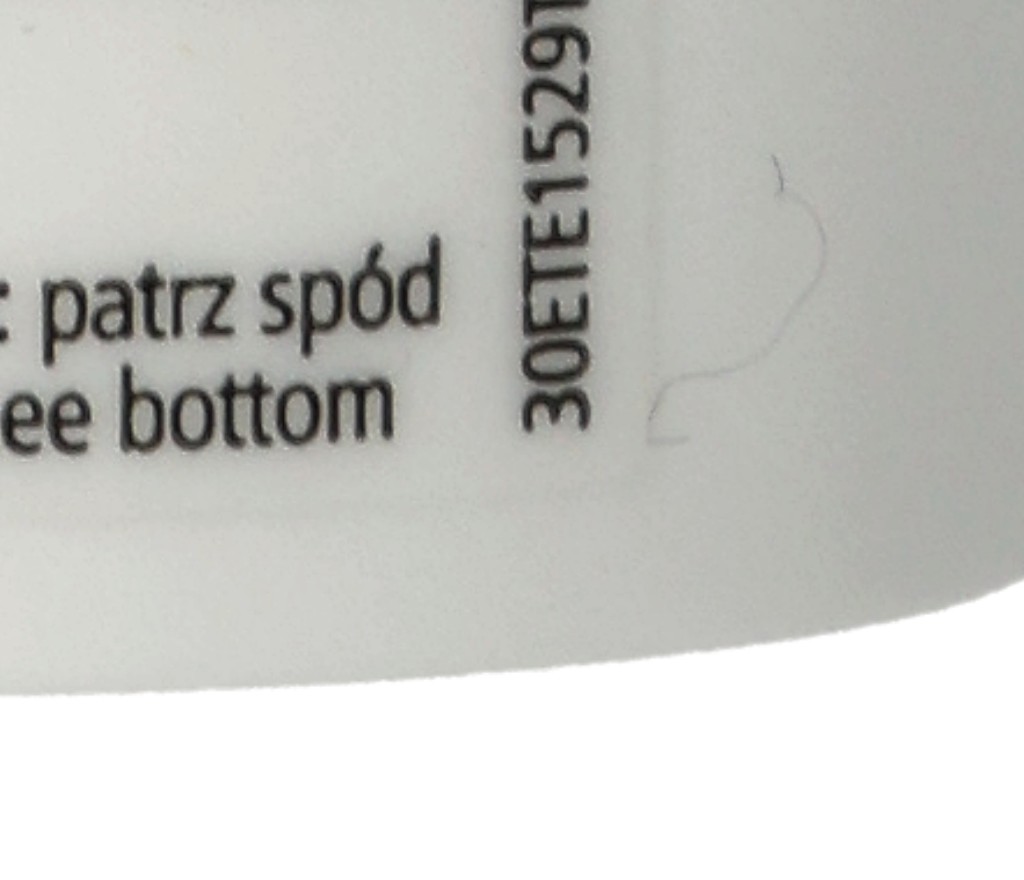 : patrz spód
ee bottom
30ETE1529